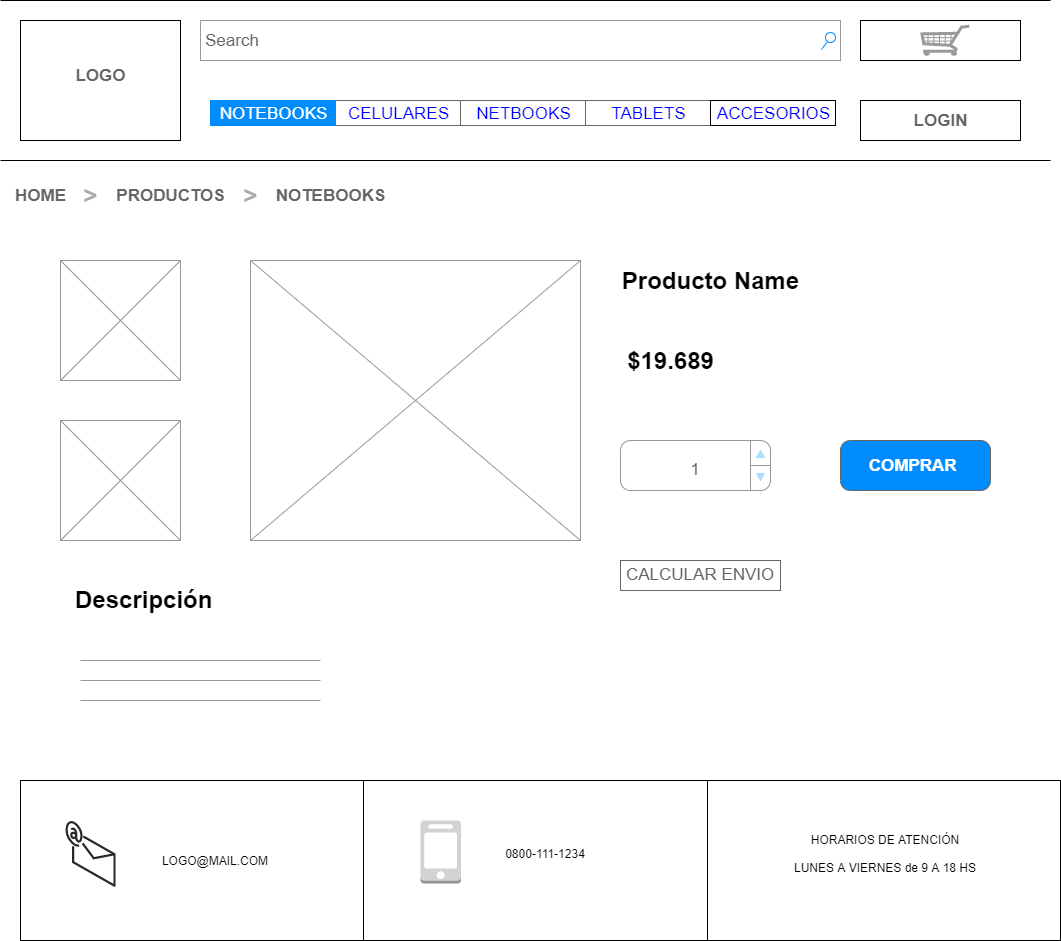 LOGO
Search
NOTEBOOKS CELULARES NETBOOKS TABLETS ACCESORIOS
LOGIN
HOME > PRODUCTOS > NOTEBOOKS
Producto Name
$19.689
1
COMPRAR
CALCULAR ENVIO
Descripción
@
LOGO@MAIL.COM
0800-111-1234
HORARIOS DE ATENCIÓN
LUNES A VIERNES de 9 A 18 HS